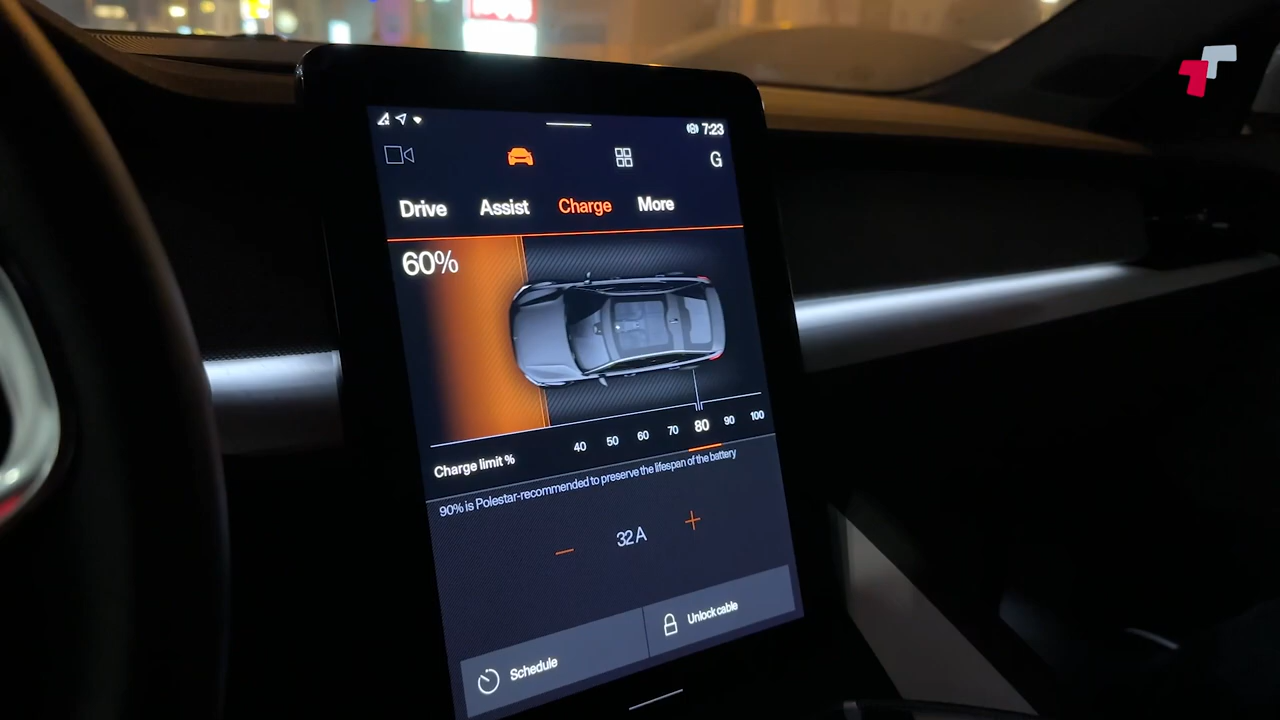 7:23
G
Drive Assist Charge More
60%
40 50 60 70 80 90 100
Charge limit %
90% is Polestar-recommended to preserve the lifespan of the battery
32 A
Schedule
Unlock cable